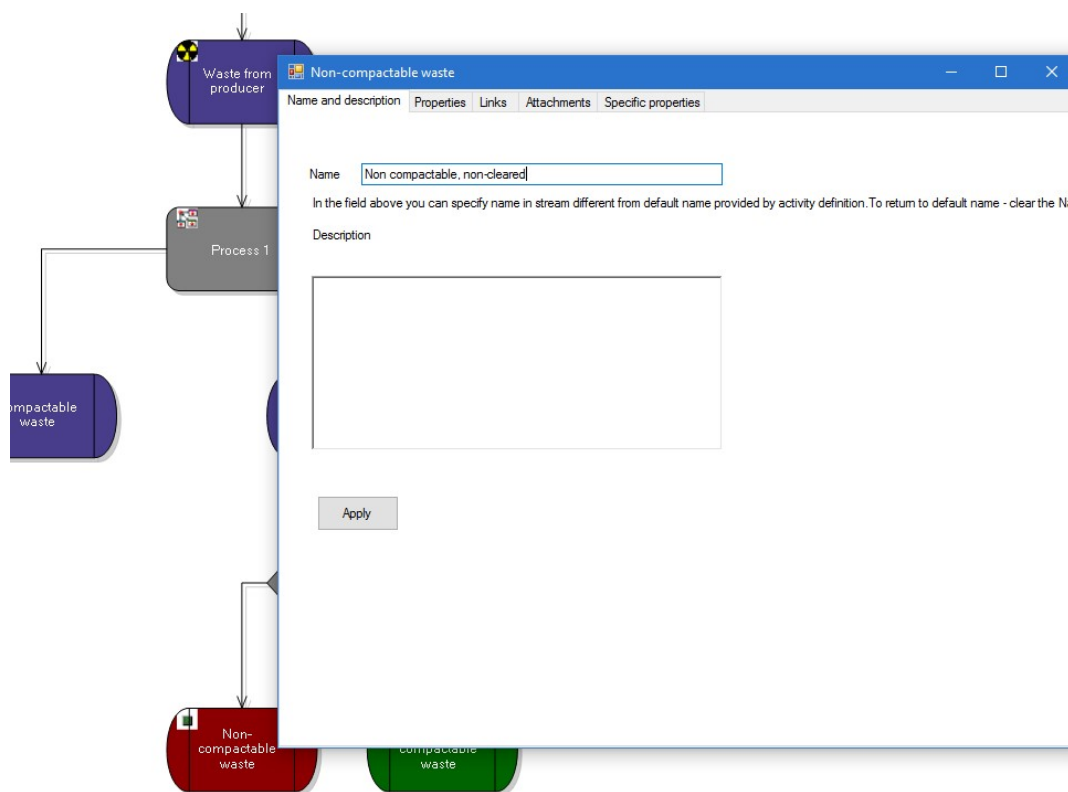 Waste from
producer
Non-compactable waste
Name and description Properties Links Attachments Specific properties
Name Non compactable, non-cleared
In the field above you can specify name in stream different from default name provided by activity definition.To return to default name - clear the
Description
Process 1
waste
Apply
Non-
compactable
waste
compactable
waste